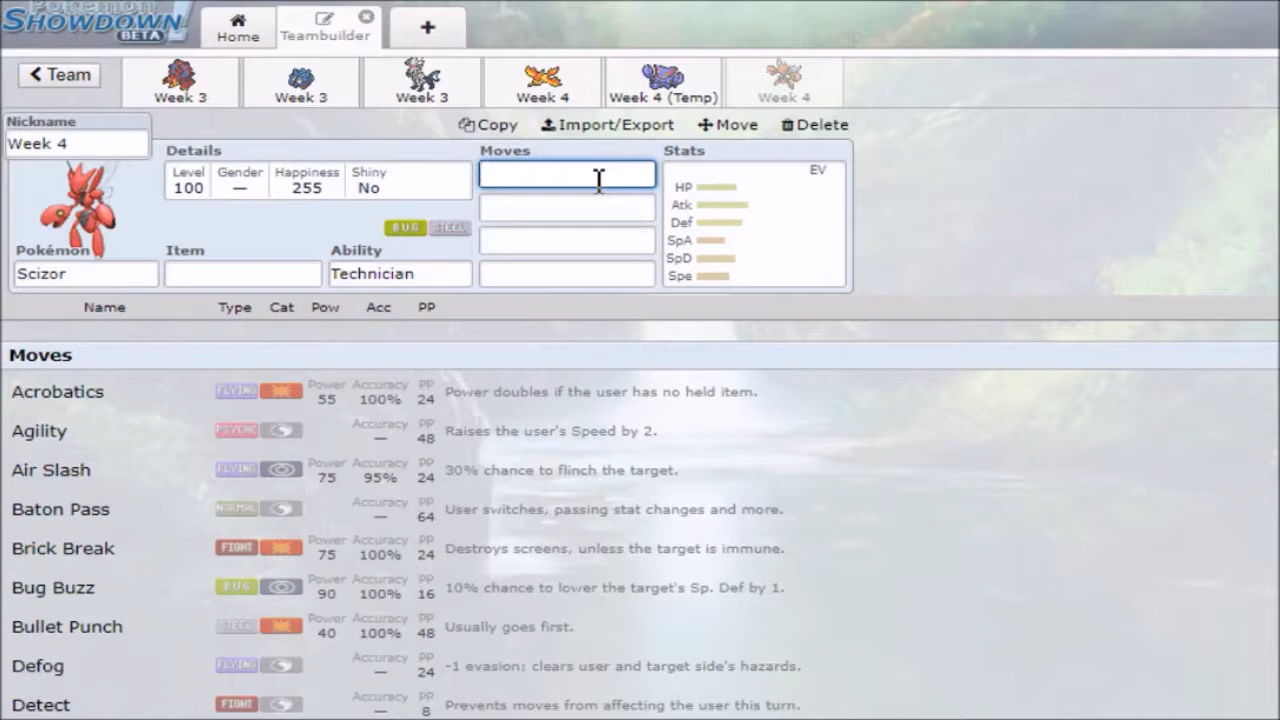 Pokémon
SHOWDOWN
BETA
Home
Teambuilder
+
Team
Week 3
Week 3
Week 3
Week 4
Week 4 (Temp)
Week 4
Copy
Import/Export
Move
Delete
Nickname
Week 4
Details
Moves
Stats
Level
Gender
Happiness
Shiny
100
—
255
No
EV
HP
Atk
Def
SpA
SpD
Spe
BUG
STEEL
Pokémon
Item
Ability
Scizor
Technician
Name Type Cat Pow Acc PP
Moves
Acrobatics FLYING Power 55 Accuracy 100% PP 24 Power doubles if the user has no held item.
Agility PSYCHC Accuracy — PP 48 Raises the user's Speed by 2.
Air Slash FLYING Power 75 Accuracy 95% PP 24 30% chance to flinch the target.
Baton Pass NORMAL Accuracy — PP 64 User switches, passing stat changes and more.
Brick Break FIGHT Power 75 Accuracy 100% PP 24 Destroys screens, unless the target is immune.
Bug Buzz BUG Power 90 Accuracy 100% PP 16 10% chance to lower the target's Sp. Def by 1.
Bullet Punch STEEL Power 40 Accuracy 100% PP 48 Usually goes first.
Defog FLYING Accuracy — PP 24 -1 evasion; clears user and target side's hazards.
Detect FIGHT Accuracy — PP 8 Prevents moves from affecting the user this turn.